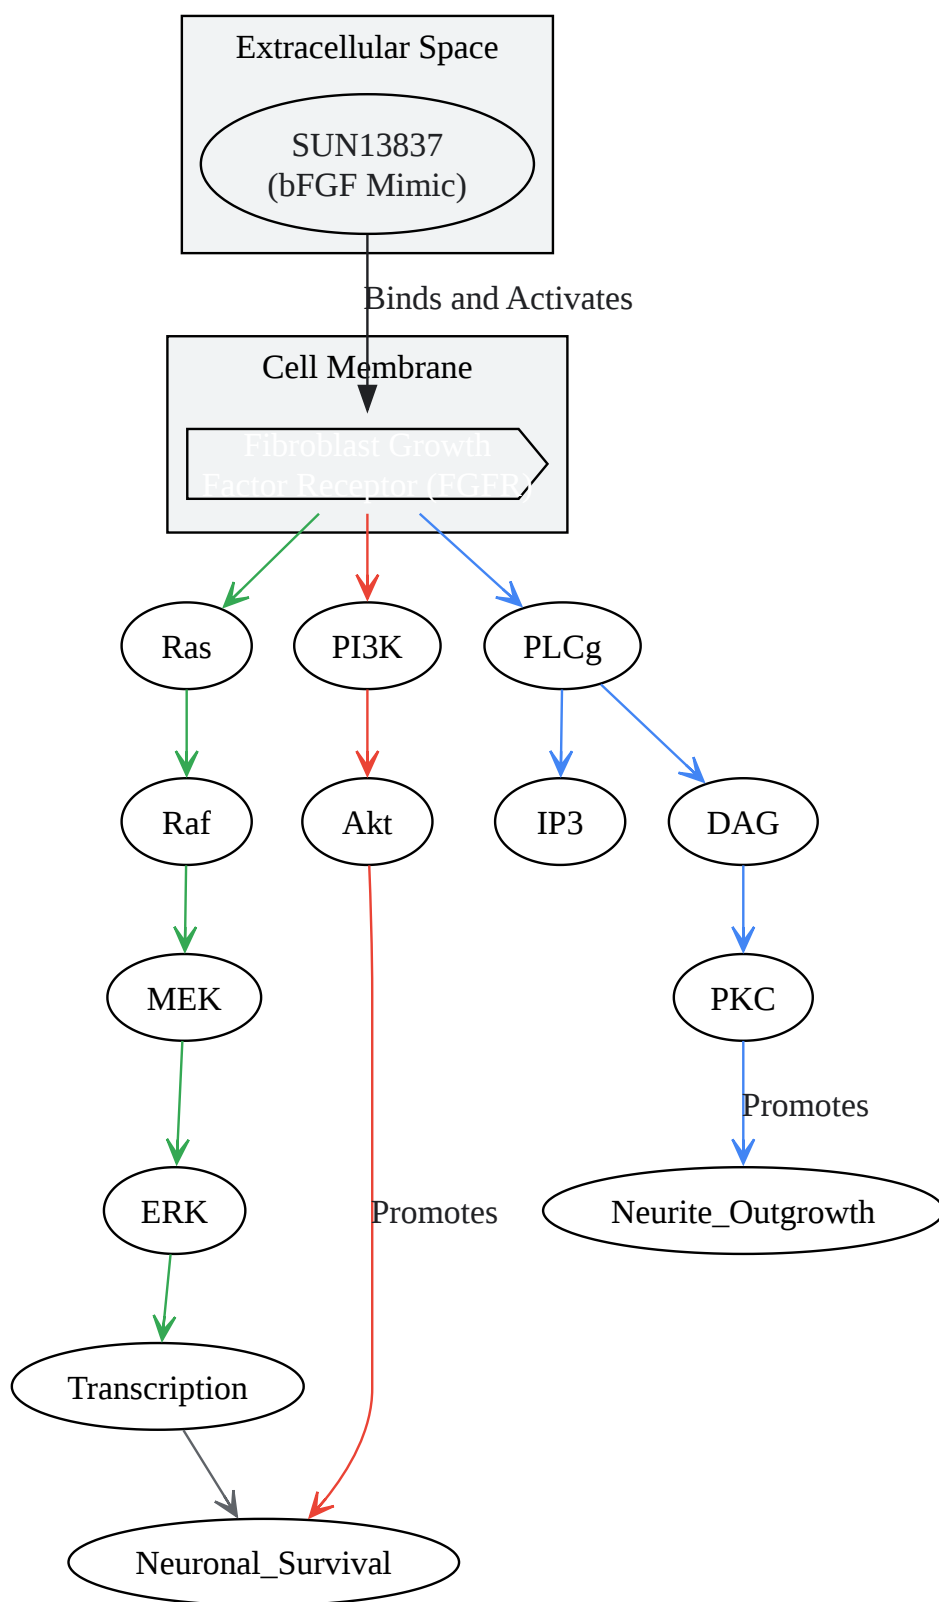 Extracellular Space
SUN13837
(bFGF Mimic)
Binds and Activates
Cell Membrane
Fibroblast Growth
Factor Receptor (FGFR)
Ras
PI3K
PLCg
Raf
Akt
IP3
DAG
MEK
PKC
Promotes
ERK
Promotes
Neurite_Outgrowth
Transcription
Neuronal_Survival